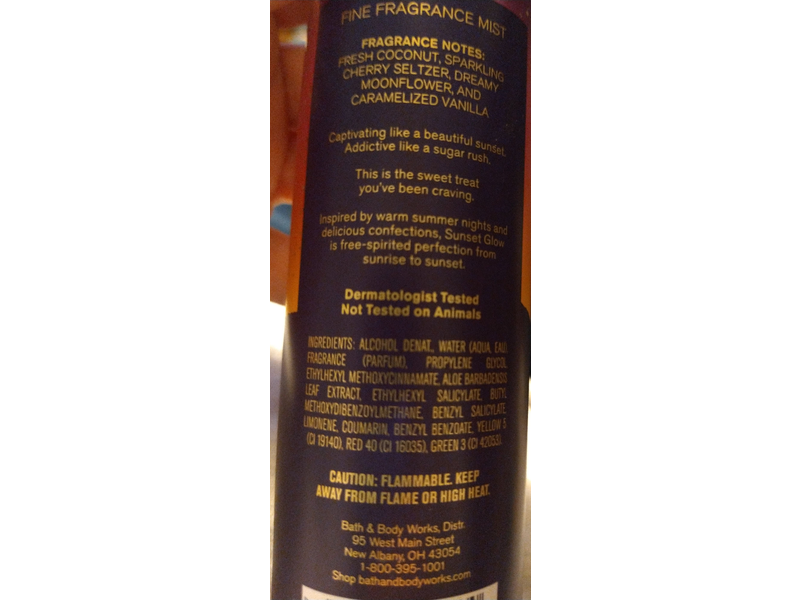 FINE FRAGRANCE MIST
FRAGRANCE NOTES:
FRESH COCONUT, SPARKLING
CHERRY SELTZER, DREAMY
MOONFLOWER, AND
CARAMELIZED VANILLA
Captivating like a beautiful sunset.
Addictive like a sugar rush.
This is the sweet treat
you've been craving.
Inspired by warm summer nights and
delicious confections, Sunset Glow
is free-spirited perfection from
sunrise to sunset.
Dermatologist Tested
Not Tested on Animals
INGREDIENTS: ALCOHOL DENAT., WATER (AQUA, EAU),
FRAGRANCE (PARFUM), PROPYLENE GLYCOL,
ETHYLHEXYL METHOXYCINNAMATE, ALOE BARBADENSIS
LEAF EXTRACT, ETHYLHEXYL SALICYLATE, BUTYL
METHOXYDIBENZOYLMETHANE, BENZYL SALICYLATE,
LIMONENE, COUMARIN, BENZYL BENZOATE, YELLOW 5
(CI 19140), RED 40 (CI 16035), GREEN 3 (CI 42053).
CAUTION: FLAMMABLE. KEEP
AWAY FROM FLAME OR HIGH HEAT.
Bath & Body Works, Distr.
95 West Main Street
New Albany, OH 43054
1-800-395-1001
Shop bathandbodyworks.com